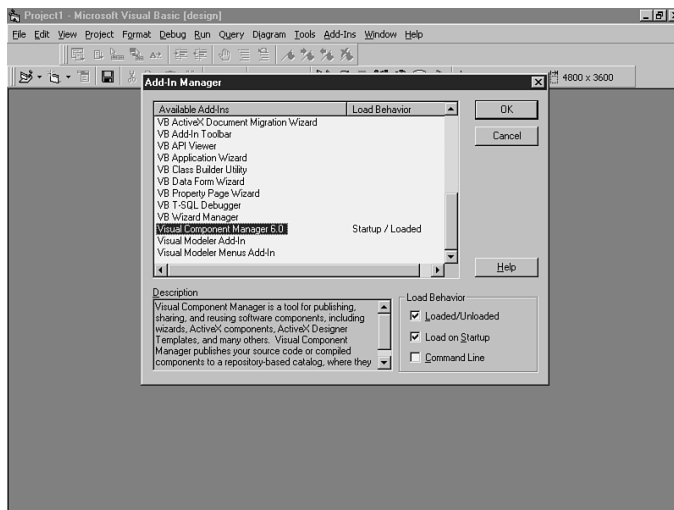 Project1 - Microsoft Visual Basic [design]
File Edit View Project Format Debug Run Query Diagram Tools Add-Ins Window Help
4800 x 3600
Add-In Manager
Available Add-Ins Load Behavior
VB ActiveX Document Migration Wizard
VB Add-In Toolbar
VB API Viewer
VB Application Wizard
VB Class Builder Utility
VB Data Form Wizard
VB Property Page Wizard
VB T-SQL Debugger
VB Wizard Manager
Visual Component Manager 6.0 Startup / Loaded
Visual Modeler Add-In
Visual Modeler Menus Add-In
OK
Cancel
Help
Description
Visual Component Manager is a tool for publishing,
sharing, and reusing software components, including
wizards, ActiveX components, ActiveX Designer
Templates, and many others. Visual Component
Manager publishes your source code or compiled
components to a repository-based catalog, where they
Load Behavior
Loaded/Unloaded
Load on Startup
Command Line